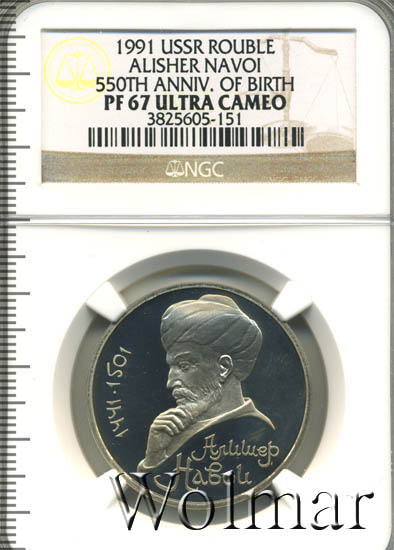 1991 USSR ROUBLE
ALISHER NAVOI
550TH ANNIV. OF BIRTH
PF 67 ULTRA CAMEO
3825605-151
NGC
1441·1501
Алишер
Навои
Wolmar